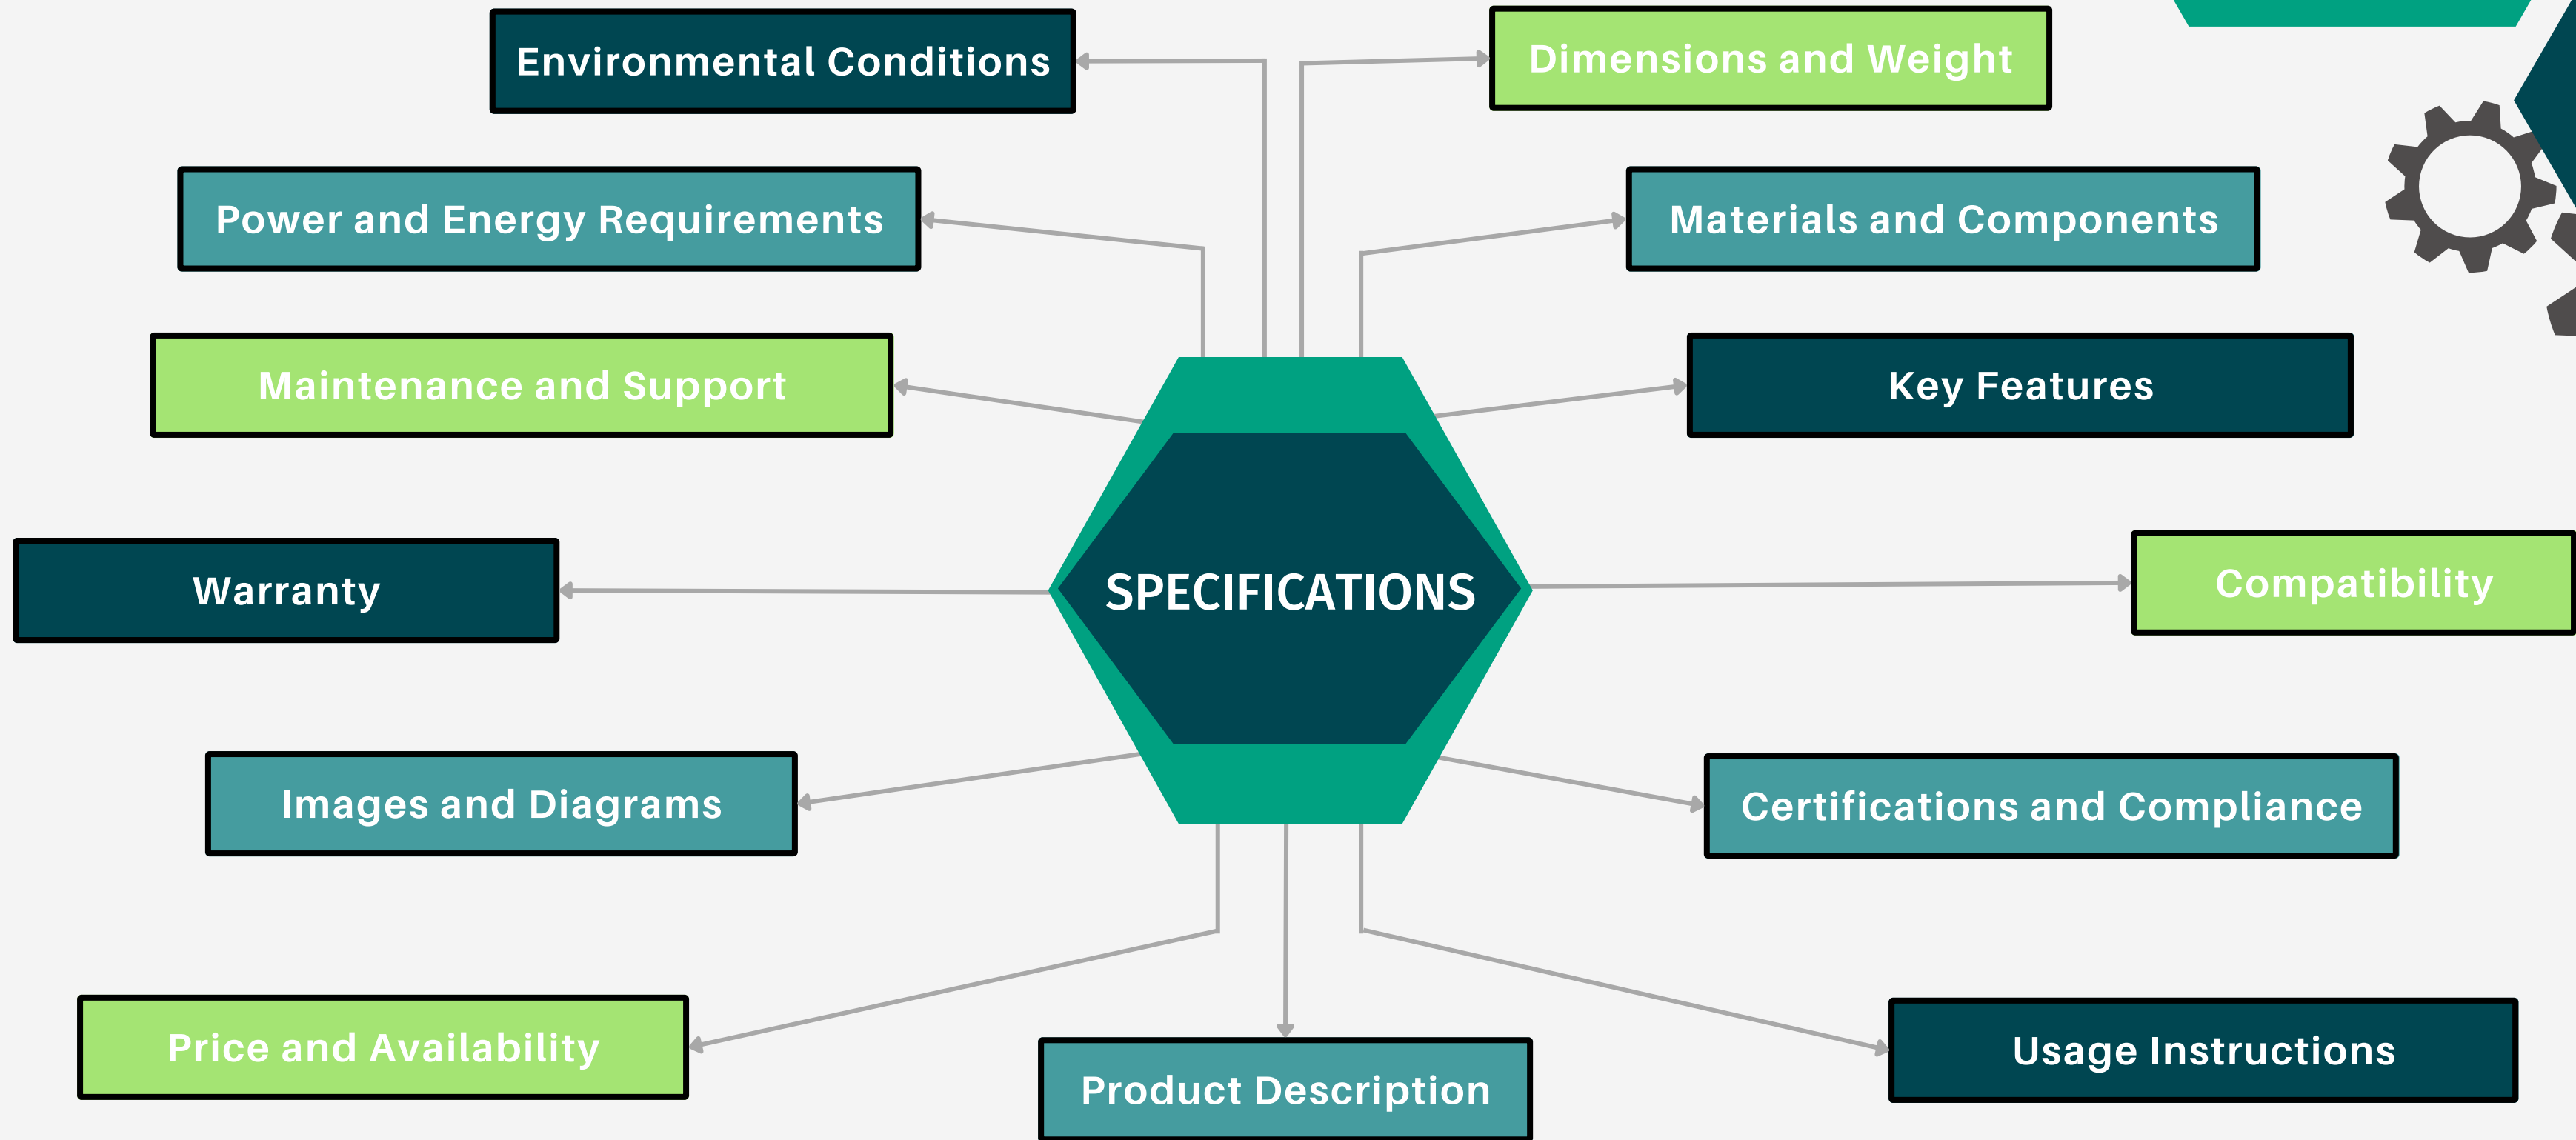 Environmental Conditions
Dimensions and Weight
Power and Energy Requirements
Materials and Components
Maintenance and Support
Key Features
Warranty
SPECIFICATIONS
Compatibility
Images and Diagrams
Certifications and Compliance
Price and Availability
Product Description
Usage Instructions